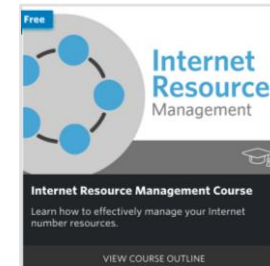 Free
Internet
Resource
Management
Internet Resource Management Course
Learn how to effectively manage your Internet
number resources.
VIEW COURSE OUTLINE